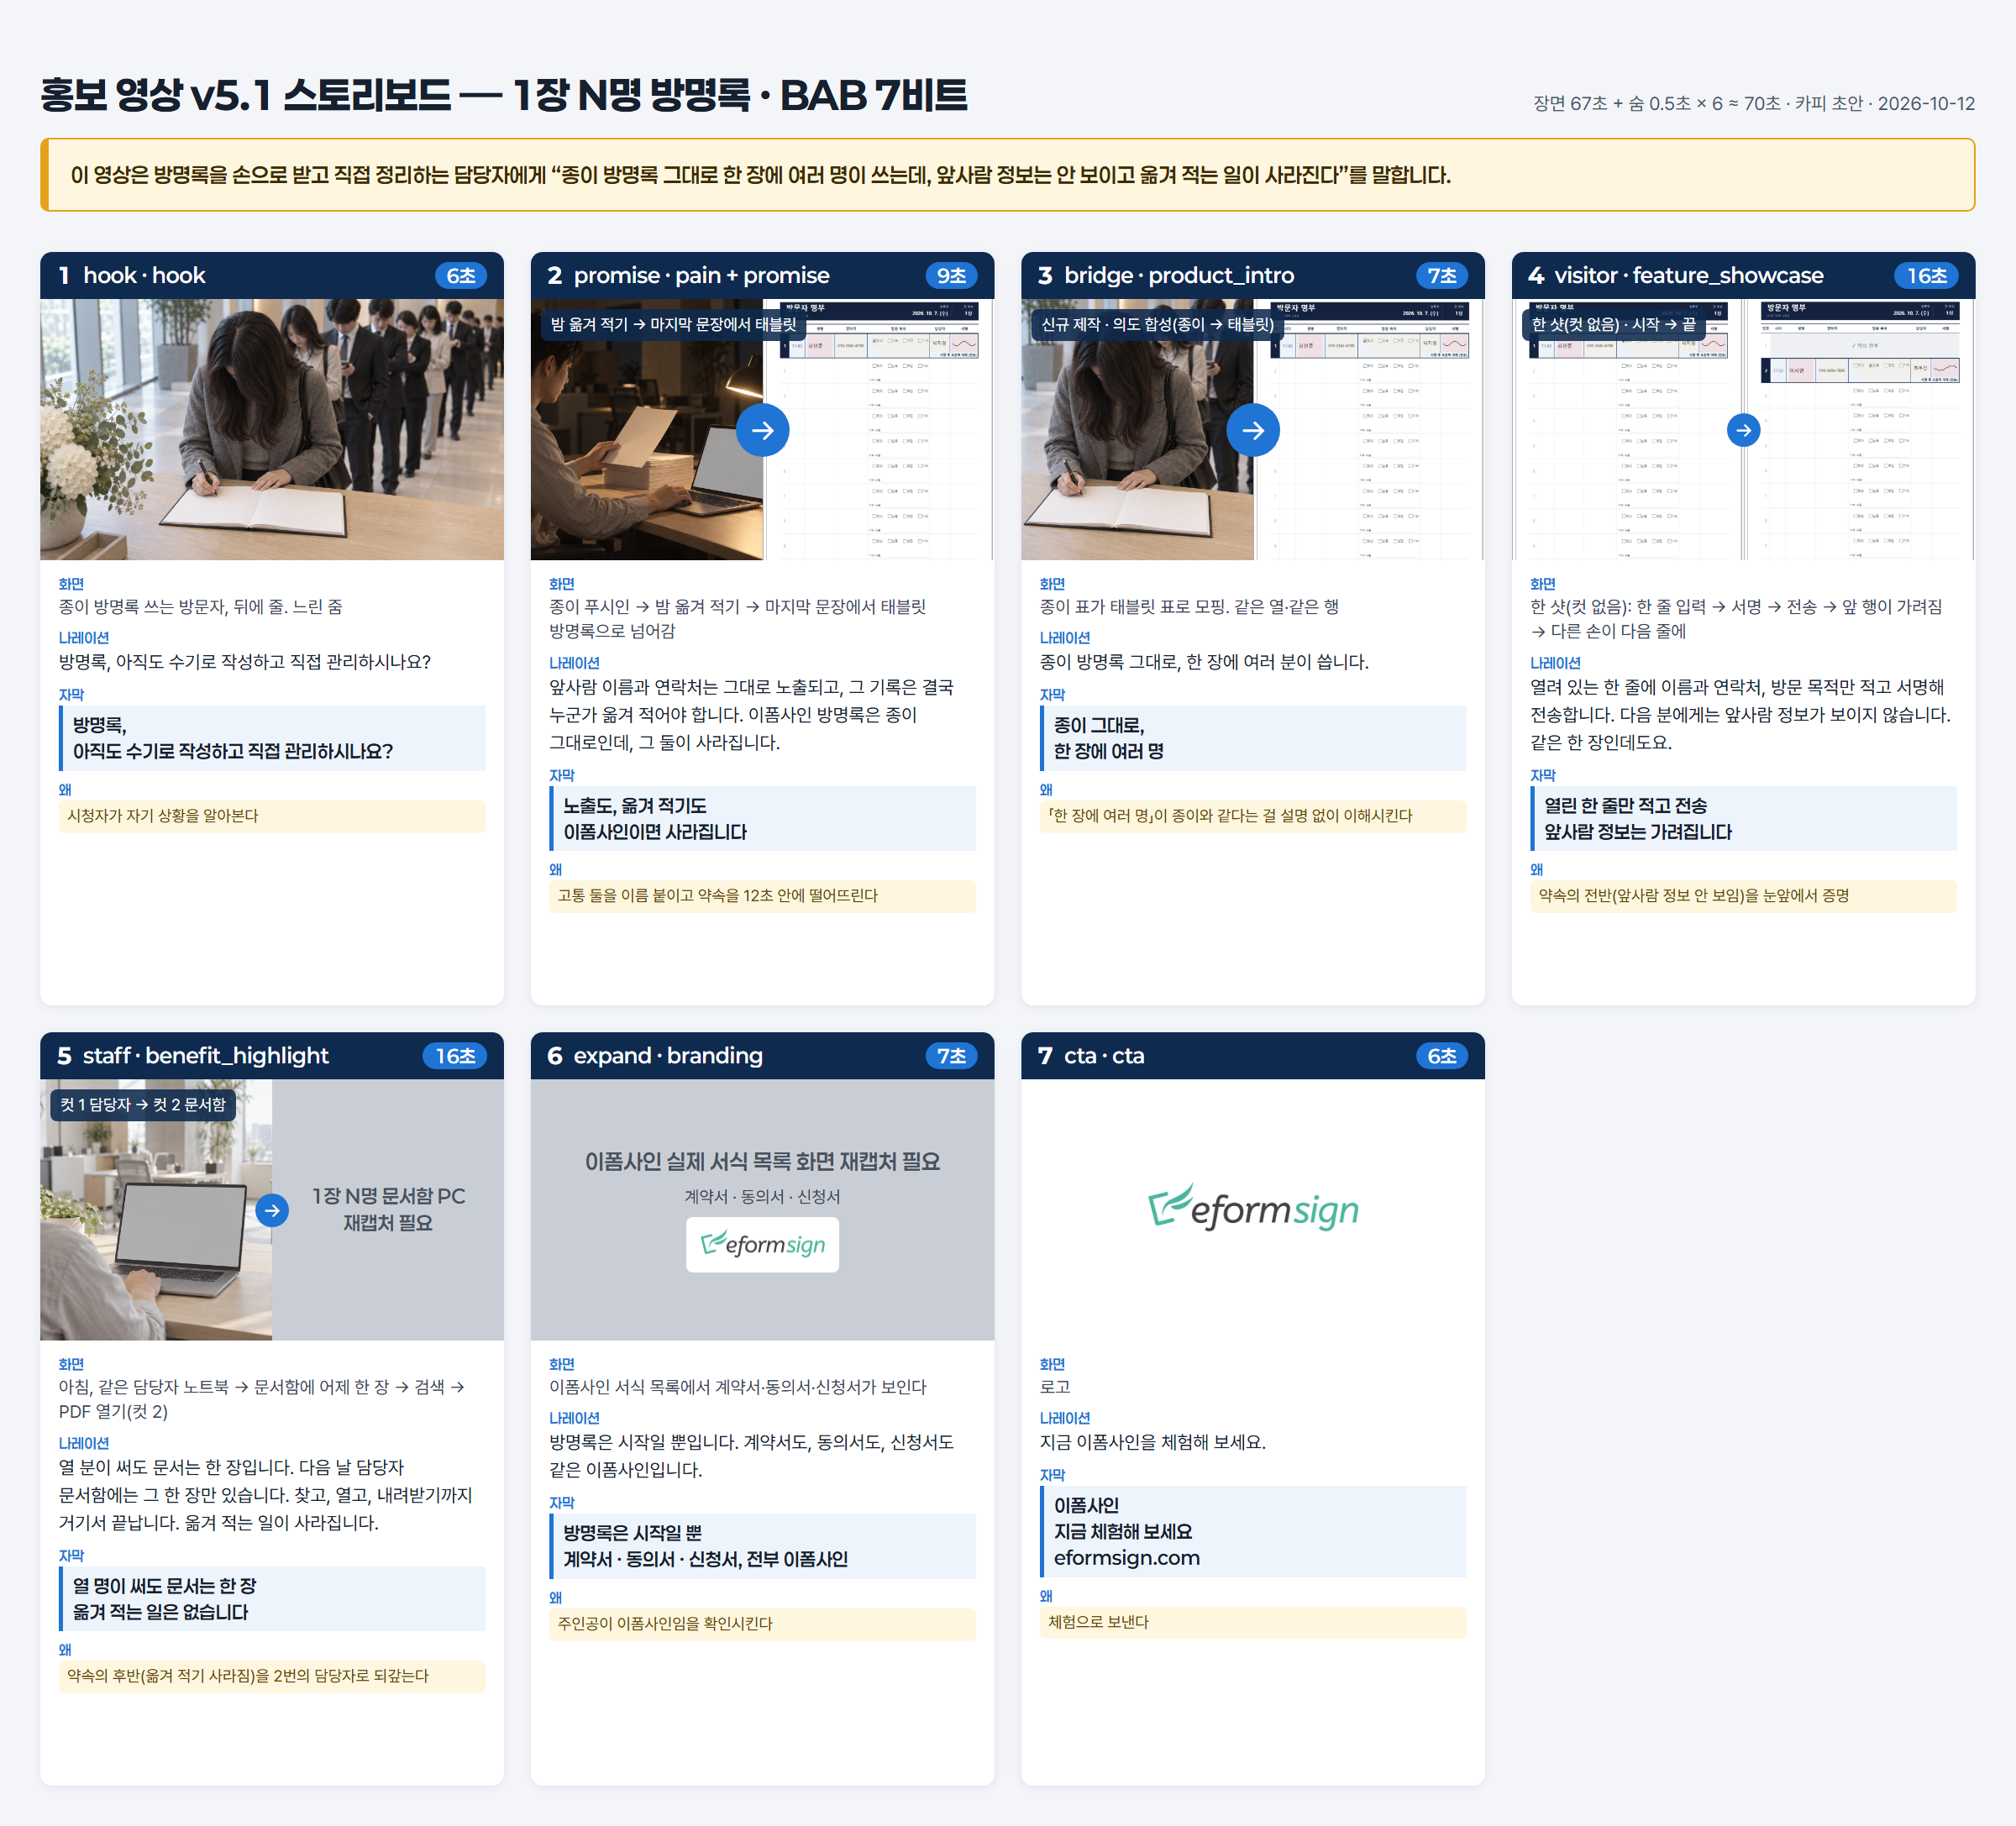 홍보 영상 v5.1 스토리보드 — 1장 N명 방명록 · BAB 7비트
장면 67초 + 숨 0.5초 × 6 ≈ 70초 · 카피 초안 · 2026-10-12
이 영상은 방명록을 손으로 받고 직접 정리하는 담당자에게 “종이 방명록 그대로 한 장에 여러 명이 쓰는데, 앞사람 정보는 안 보이고 옮겨 적는 일이 사라진다”를 말합니다.
1 hook · hook
6초
화면
종이 방명록 쓰는 방문자, 뒤에 줄. 느린 줌
나레이션
방명록, 아직도 수기로 작성하고 직접 관리하시나요?
자막
방명록,
아직도 수기로 작성하고 직접 관리하시나요?
왜
시청자가 자기 상황을 알아본다
2 promise · pain + promise
9초
밤 옮겨 적기 → 마지막 문장에서 태블릿
방문자 명부
2026. 10. 7. (수)
1장
→
화면
종이 푸시인 → 밤 옮겨 적기 → 마지막 문장에서 태블릿
방명록으로 넘어감
나레이션
앞사람 이름과 연락처는 그대로 노출되고, 그 기록은 결국
누군가 옮겨 적어야 합니다. 이폼사인 방명록은 종이
그대로인데, 그 둘이 사라집니다.
자막
노출도, 옮겨 적기도
이폼사인이면 사라집니다
왜
고통 둘을 이름 붙이고 약속을 12초 안에 떨어뜨린다
3 bridge · product_intro
7초
신규 제작 · 의도 합성(종이 → 태블릿)
방문자 명부
2026. 10. 7. (수)
1장
→
화면
종이 표가 태블릿 표로 모핑. 같은 열·같은 행
나레이션
종이 방명록 그대로, 한 장에 여러 분이 씁니다.
자막
종이 그대로,
한 장에 여러 명
왜
「한 장에 여러 명」이 종이와 같다는 걸 설명 없이 이해시킨다
4 visitor · feature_showcase
16초
한 샷(컷 없음) · 시작 → 끝
방문자 명부
2026. 10. 7. (수)
1장
→
화면
한 샷(컷 없음): 한 줄 입력 → 서명 → 전송 → 앞 행이 가려짐
→ 다른 손이 다음 줄에
나레이션
열려 있는 한 줄에 이름과 연락처, 방문 목적만 적고 서명해
전송합니다. 다음 분에게는 앞사람 정보가 보이지 않습니다.
같은 한 장인데도요.
자막
열린 한 줄만 적고 전송
앞사람 정보는 가려집니다
왜
약속의 전반(앞사람 정보 안 보임)을 눈앞에서 증명
5 staff · benefit_highlight
16초
컷 1 담당자 → 컷 2 문서함
→
1장 N명 문서함 PC
재캡처 필요
화면
아침, 같은 담당자 노트북 → 문서함에 어제 한 장 → 검색 →
PDF 열기(컷 2)
나레이션
열 분이 써도 문서는 한 장입니다. 다음 날 담당자
문서함에는 그 한 장만 있습니다. 찾고, 열고, 내려받기까지
거기서 끝납니다. 옮겨 적는 일이 사라집니다.
자막
열 명이 써도 문서는 한 장
옮겨 적는 일은 없습니다
왜
약속의 후반(옮겨 적기 사라짐)을 2번의 담당자로 되갚는다
6 expand · branding
7초
이폼사인 실제 서식 목록 화면 재캡처 필요
계약서 · 동의서 · 신청서
eformsign
화면
이폼사인 서식 목록에서 계약서·동의서·신청서가 보인다
나레이션
방명록은 시작일 뿐입니다. 계약서도, 동의서도, 신청서도
같은 이폼사인입니다.
자막
방명록은 시작일 뿐
계약서 · 동의서 · 신청서, 전부 이폼사인
왜
주인공이 이폼사인임을 확인시킨다
7 cta · cta
6초
eformsign
화면
로고
나레이션
지금 이폼사인을 체험해 보세요.
자막
이폼사인
지금 체험해 보세요
eformsign.com
왜
체험으로 보낸다